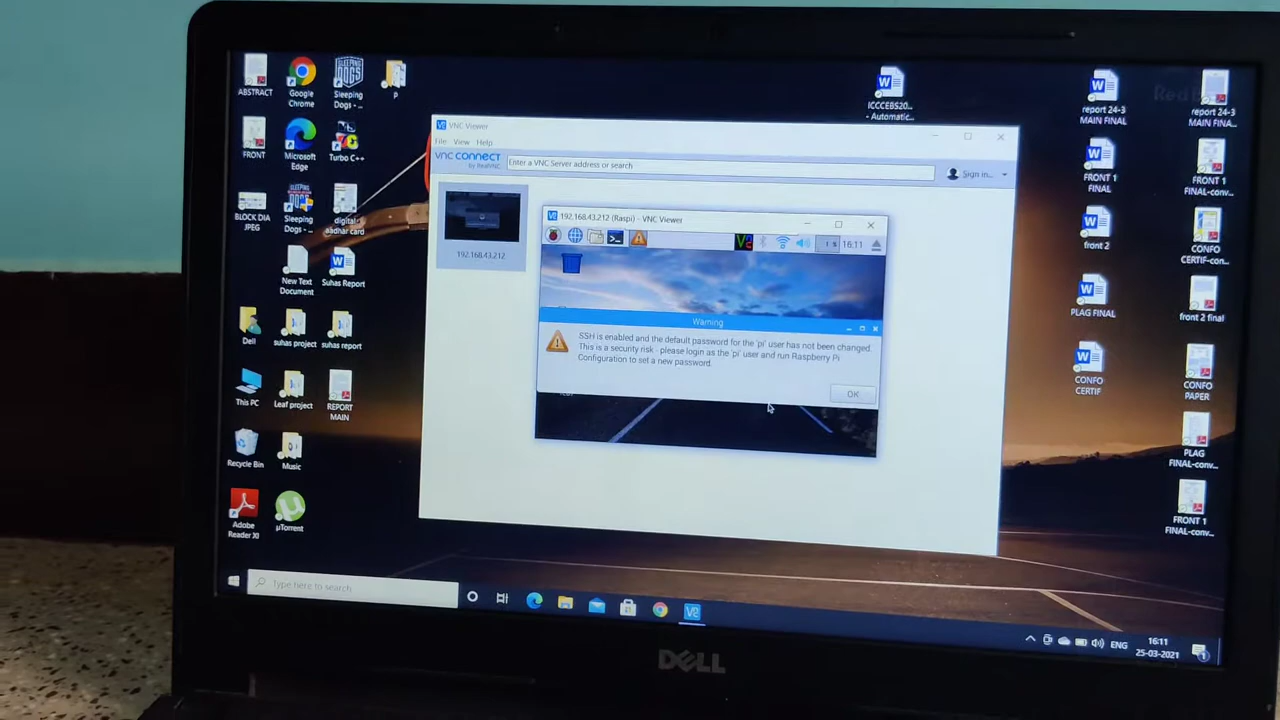 ABSTRACT
Google
Chrome
SLEEPING
DOGS
Sleeping
Dogs - ...
P
FRONT
Microsoft
Edge
Turbo C++
BLOCK DIA
JPEG
Sleeping
Dogs - ...
digital
aadhar card
New Text
Document
Suhas Report
Dell
suhas project
suhas report
This PC
Leaf project
REPORT
MAIN
Recycle Bin
Music
Adobe
Reader XI
µTorrent
ICCCEBS20...
- Automatic...
report 24-3
MAIN FINAL
report 24-3
MAIN FINA...
FRONT 1
FINAL
FRONT 1
FINAL-conv...
front 2
CONFO
CERTIF-con...
PLAG FINAL
front 2 final
CONFO
CERTIF
CONFO
PAPER
PLAG
FINAL-conv...
FRONT 1
FINAL-conv...
VNC Viewer
File View Help
VNC CONNECT
by RealVNC
Enter a VNC Server address or search
Sign in...
192.168.43.212
192.168.43.212 (Raspi) - VNC Viewer
1 %
16:11
Warning
SSH is enabled and the default password for the 'pi' user has not been changed.
This is a security risk - please login as the 'pi' user and run Raspberry Pi
Configuration to set a new password.
OK
Type here to search
ENG
16:11
25-03-2021
1
DELL